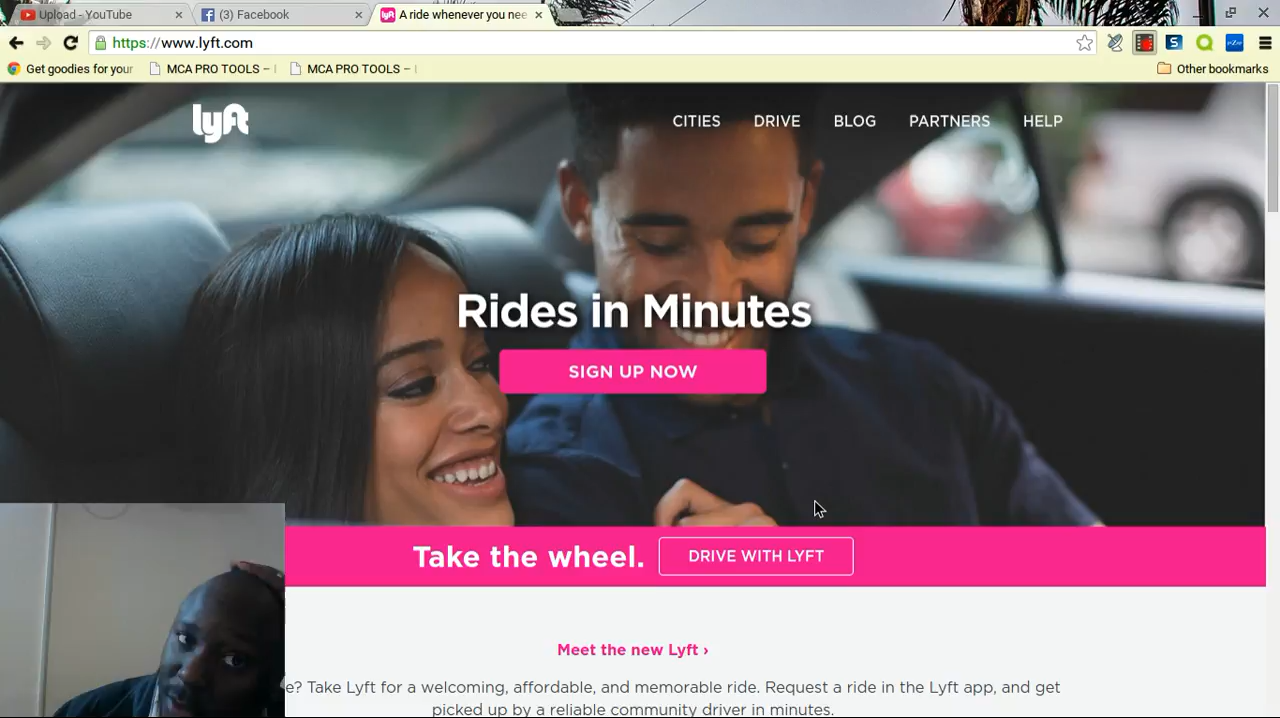 Upload - YouTube
(3) Facebook
A ride whenever you nee
https://www.lyft.com
Get goodies for your
MCA PRO TOOLS –
MCA PRO TOOLS –
Other bookmarks
lyft
CITIES DRIVE BLOG PARTNERS HELP
Rides in Minutes
SIGN UP NOW
Take the wheel.
DRIVE WITH LYFT
Meet the new Lyft ›
e? Take Lyft for a welcoming, affordable, and memorable ride. Request a ride in the Lyft app, and get
picked up by a reliable community driver in minutes.